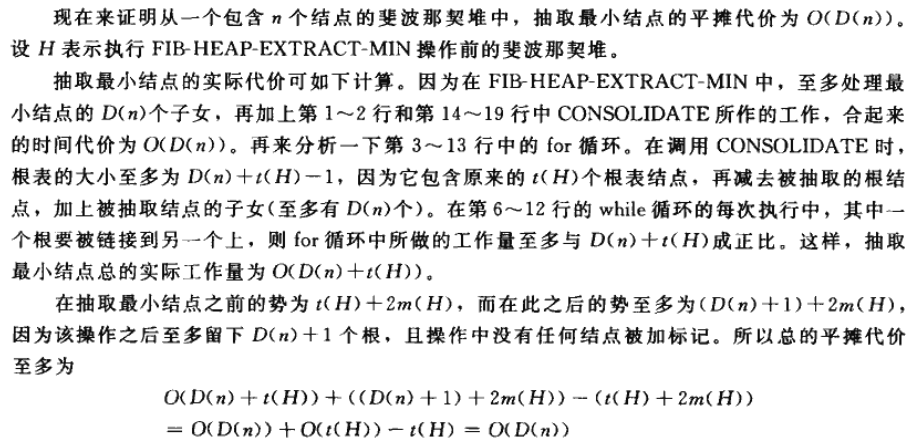 现在来证明从一个包含 n 个结点的斐波那契堆中，抽取最小结点的平摊代价为 O(D(n))。
设 H 表示执行 FIB-HEAP-EXTRACT-MIN 操作前的斐波那契堆。
抽取最小结点的实际代价可如下计算。因为在 FIB-HEAP-EXTRACT-MIN 中，至多处理最
小结点的 D(n)个子女，再加上第 1～2 行和第 14～19 行中 CONSOLIDATE 所作的工作，合起来
的时间代价为 O(D(n))。再来分析一下第 3～13 行中的 for 循环。在调用 CONSOLIDATE 时，
根表的大小至多为 D(n)+t(H)-1，因为它包含原来的 t(H)个根表结点，再减去被抽取的根结
点，加上被抽取结点的子女(至多有 D(n)个)。在第 6～12 行的 while 循环的每次执行中，其中一
个根要被链接到另一个上，则 for 循环中所做的工作量至多与 D(n)+t(H)成正比。这样，抽取
最小结点总的实际工作量为 O(D(n)+t(H))。
在抽取最小结点之前的势为 t(H)+2m(H)，而在此之后的势至多为(D(n)+1)+2m(H)，
因为该操作之后至多留下 D(n)+1 个根，且操作中没有任何结点被加标记。所以总的平摊代价
至多为
O(D(n)+t(H))+((D(n)+1)+2m(H))-(t(H)+2m(H))
= O(D(n))+O(t(H))-t(H) = O(D(n))